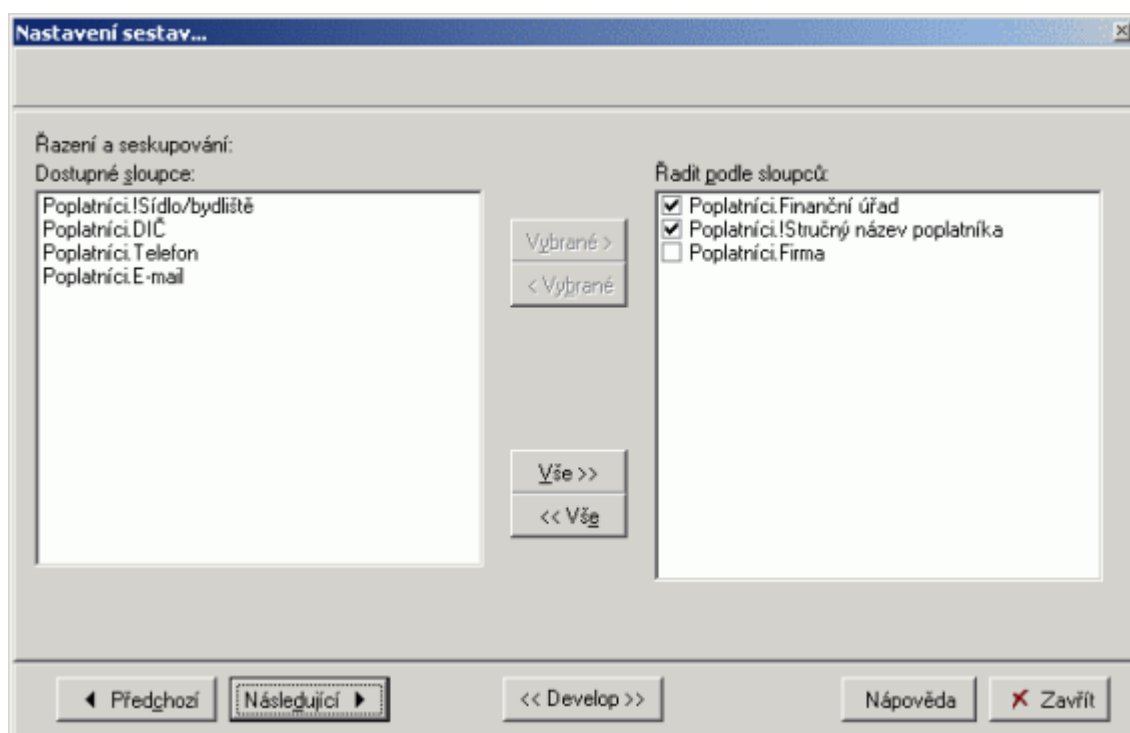 Nastavení sestav...
Řazení a seskupování:
Dostupné sloupce:
Poplatníci.!Sídlo/bydliště
Poplatníci.DIČ
Poplatníci.Telefon
Poplatníci.E-mail
Vybrané >
< Vybrané
Vše >>
<< Vše
Řadit podle sloupců:
Poplatníci.Finanční úřad
Poplatníci.!Stručný název poplatníka
Poplatníci.Firma
Předchozí
Následující
<< Develop >>
Nápověda
Zavřít